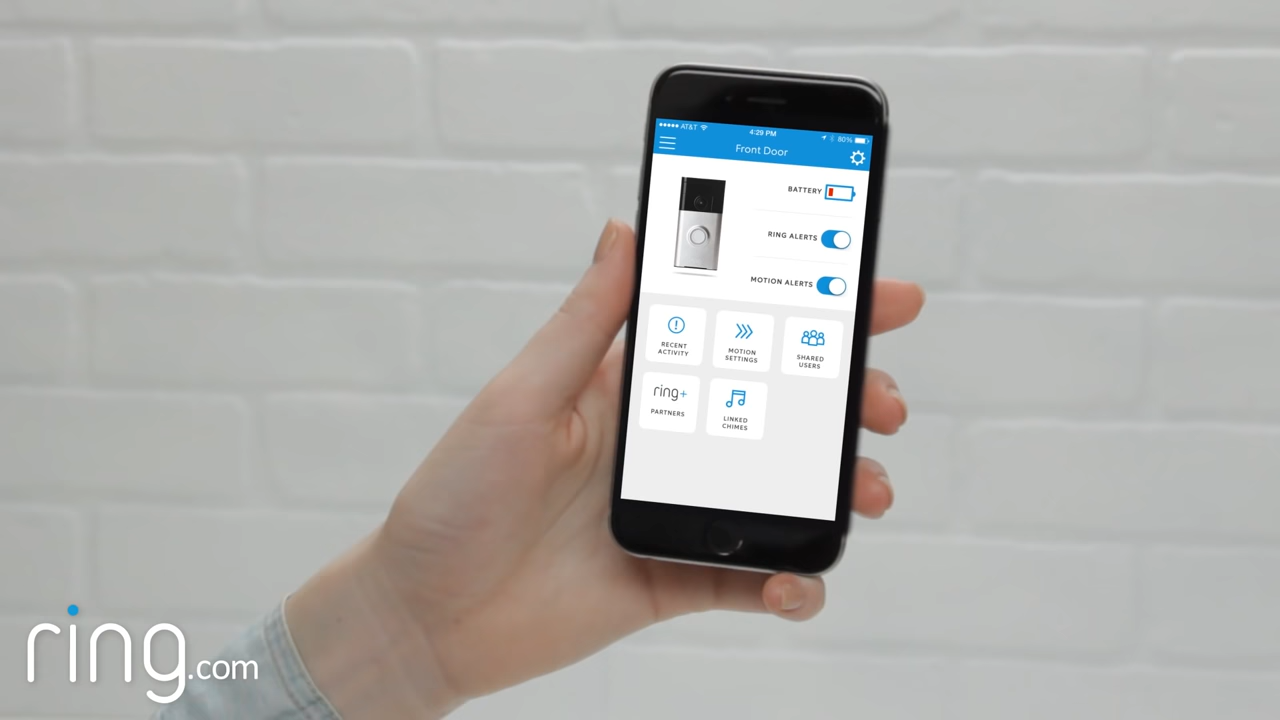 AT&T
4:29 PM
80%
Front Door
BATTERY
RING ALERTS
MOTION ALERTS
RECENT
ACTIVITY
MOTION
SETTINGS
SHARED
USERS
ring+
PARTNERS
LINKED
CHIMES
ring.com